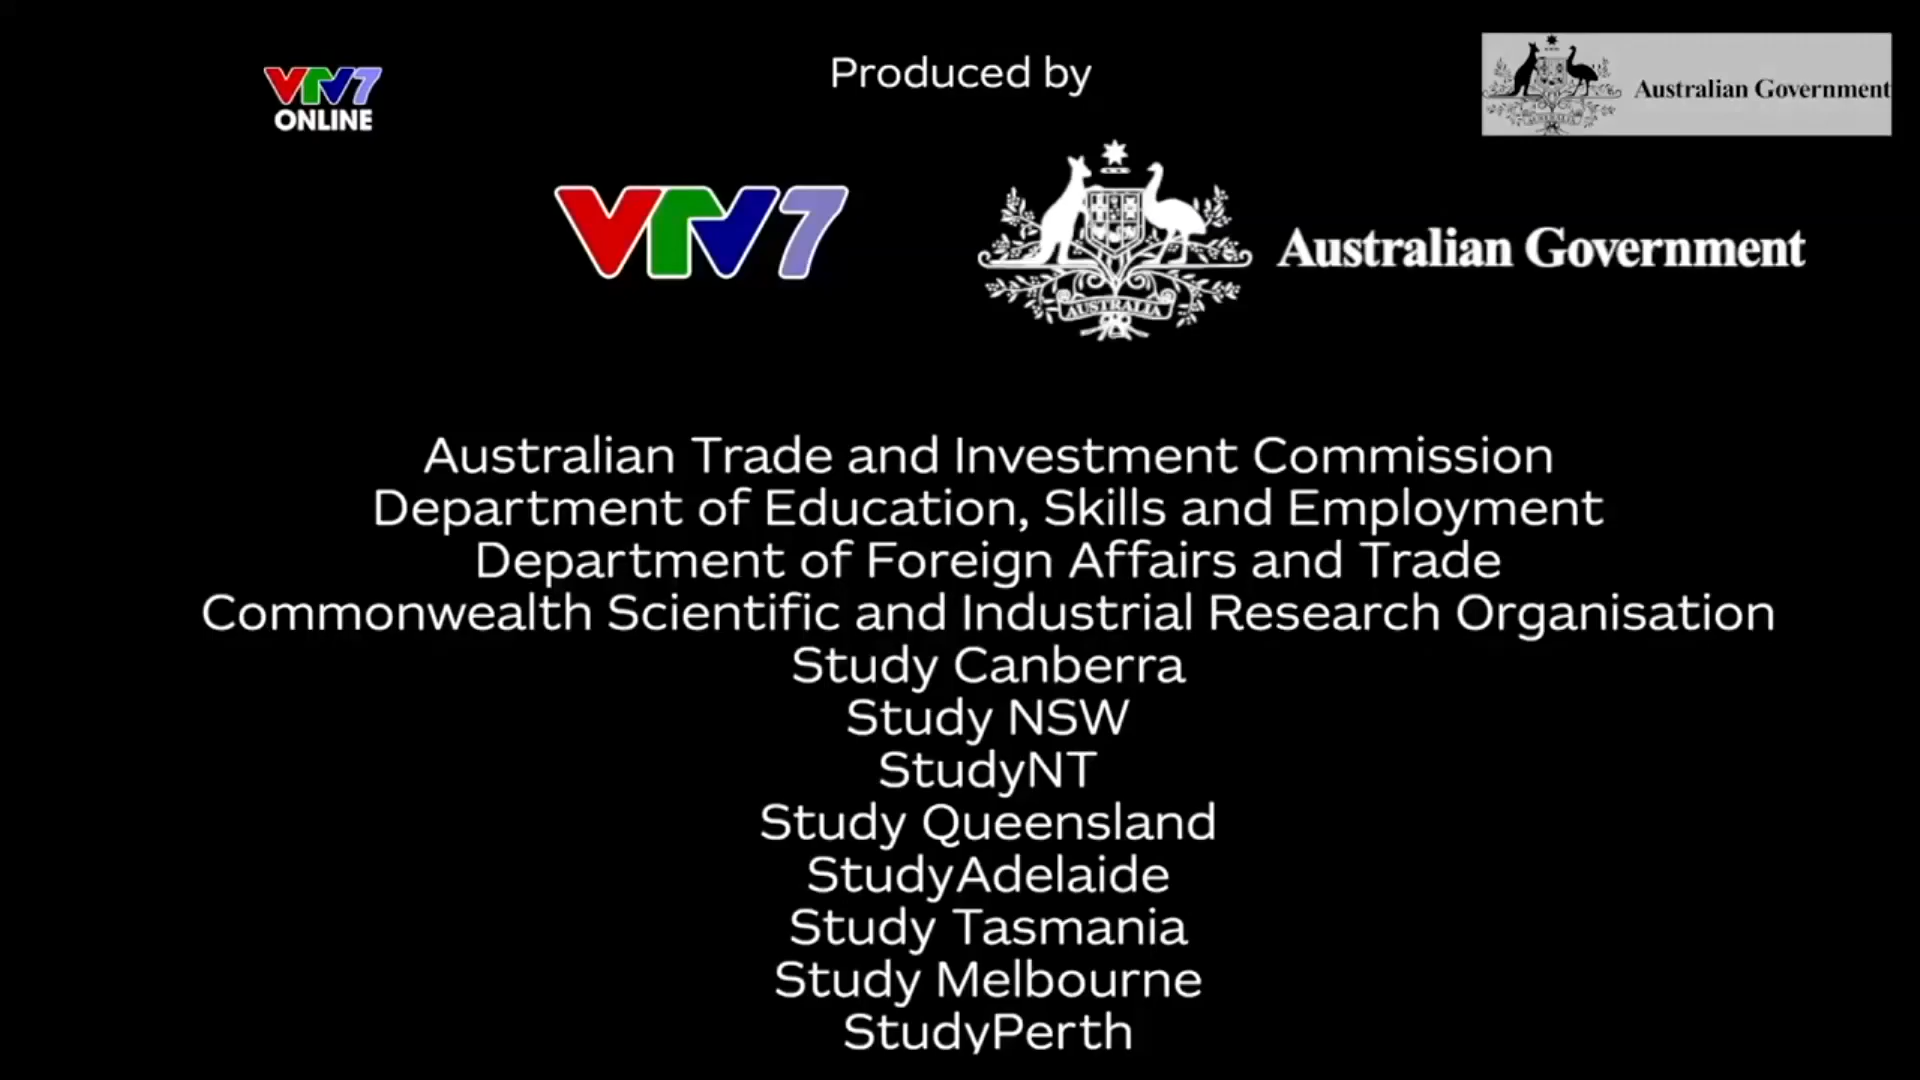 VTV7
ONLINE
Produced by
Australian Government
VTV7
AUSTRALIA
Australian Government
Australian Trade and Investment Commission
Department of Education, Skills and Employment
Department of Foreign Affairs and Trade
Commonwealth Scientific and Industrial Research Organisation
Study Canberra
Study NSW
StudyNT
Study Queensland
StudyAdelaide
Study Tasmania
Study Melbourne
StudyPerth